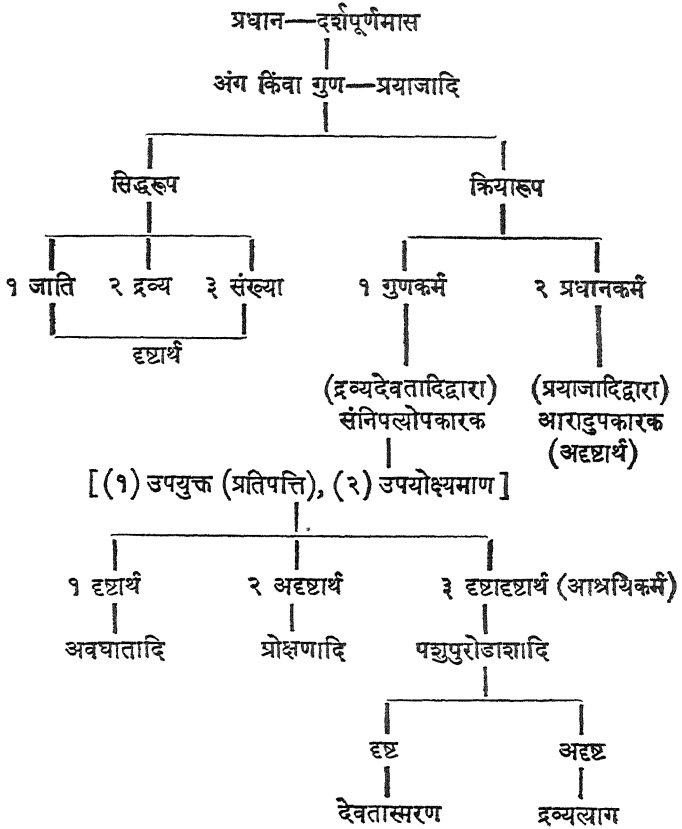 प्रधान—दर्शपूर्णमास
अंग किंवा गुण—प्रयाजादि
सिद्धरूप क्रियारूप
१ जाति २ द्रव्य ३ संख्या १ गुणकर्म २ प्रधानकर्म
दृष्टार्थ
(द्रव्यदेवतादिद्वारा) (प्रयाजादिद्वारा)
संनिपत्योपकारक आरादुपकारक
(अदृष्टार्थ)
[(१) उपयुक्त (प्रतिपत्ति), (२) उपयोक्ष्यमाण]
१ दृष्टार्थ २ अदृष्टार्थ ३ दृष्टादृष्टार्थ (आश्रयिकर्म)
अवघातादि प्रोक्षणादि पशुपुरोडाशादि
दृष्ट अदृष्ट
देवतास्मरण द्रव्यत्याग